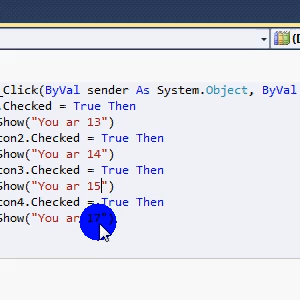 (D
_Click(ByVal sender As System.Object, ByVal
.Checked = True Then
Show("You ar 13")
ton2.Checked = True Then
Show("You ar 14")
ton3.Checked = True Then
Show("You ar 15")
ton4.Checked = True Then
Show("You ar 17")